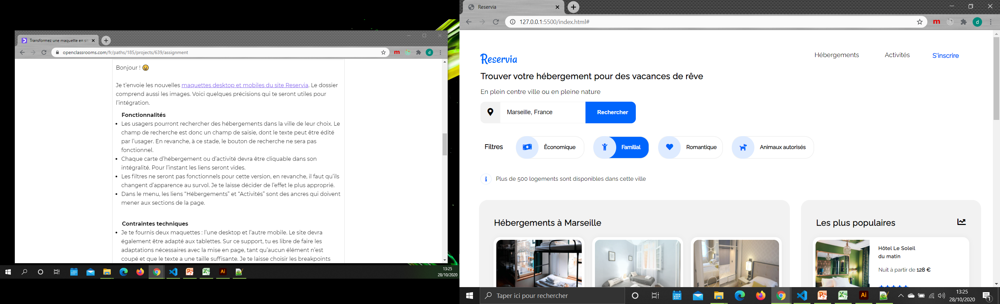 Transformez une maquette en sit
openclassrooms.com/fr/paths/185/projects/639/assignment
m
d
Bonjour !
Je t'envoie les nouvelles maquettes desktop et mobiles du site Reservia. Le dossier
comprend aussi les images. Voici quelques précisions qui te seront utiles pour
l'intégration.
Fonctionnalités
• Les usagers pourront rechercher des hébergements dans la ville de leur choix. Le
champ de recherche est donc un champ de saisie, dont le texte peut être édité
par l'usager. En revanche, à ce stade, le bouton de recherche ne sera pas
fonctionnel.
• Chaque carte d'hébergement ou d'activité devra être cliquable dans son
intégralité. Pour l'instant les liens seront vides.
• Les filtres ne seront pas fonctionnels pour cette version, en revanche, il faut qu'ils
changent d'apparence au survol. Je te laisse décider de l'effet le plus approprié.
• Dans le menu, les liens “Hébergements” et “Activités” sont des ancres qui doivent
mener aux sections de la page.
Contraintes techniques
• Je te fournis deux maquettes : l'une desktop et l'autre mobile. Le site devra
également être adapté aux tablettes. Sur ce support, tu es libre de faire les
adaptations nécessaires avec la mise en page, tant qu'aucun élément n'est
coupé et que le texte a une taille suffisante. Je te laisse choisir les breakpoints
Ai
13:25
28/10/2020
Reservia
127.0.0.1:5500/index.html#
m
d
Reservia
Hébergements
Activités
S'inscrire
Trouver votre hébergement pour des vacances de rêve
En plein centre ville ou en pleine nature
Marseille, France
Rechercher
Filtres
Économique
Familial
Romantique
Animaux autorisés
Plus de 500 logements sont disponibles dans cette ville
Hébergements à Marseille
Les plus populaires
Hôtel Le Soleil
du matin
Nuit à partir de 128 €
Taper ici pour rechercher
Ai
13:25
28/10/2020
1